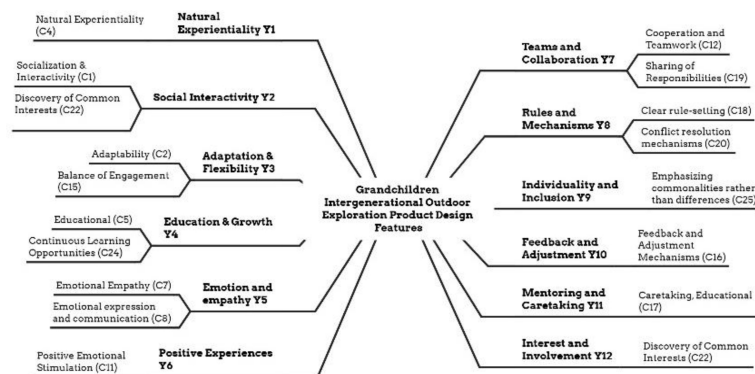 Natural Experientiality
(C4)
Natural
Experientiality Y1
Socialization &
Interactivity (C1)
Discovery of Common
Interests (C22)
Social Interactivity Y2
Adaptability (C2)
Balance of Engagement
(C15)
Adaptation &
Flexibility Y3
Educational (C5)
Continuous Learning
Opportunities (C24)
Education & Growth
Y4
Emotional Empathy (C7)
Emotional expression
and communication (C8)
Emotion and
empathy Y5
Positive Emotional
Stimulation (C11)
Positive Experiences
Y6
Grandchildren
Intergenerational Outdoor
Exploration Product Design
Features
Teams and
Collaboration Y7
Cooperation and
Teamwork (C12)
Sharing of
Responsibilities (C19)
Rules and
Mechanisms Y8
Clear rule-setting (C18)
Conflict resolution
mechanisms (C20)
Individuality and
Inclusion Y9
Emphasizing
commonalities rather
than differences (C25)
Feedback and
Adjustment Y10
Feedback and
Adjustment
Mechanisms (C16)
Mentoring and
Caretaking Y11
Caretaking, Educational
(C17)
Interest and
Involvement Y12
Discovery of Common
Interests (C22)